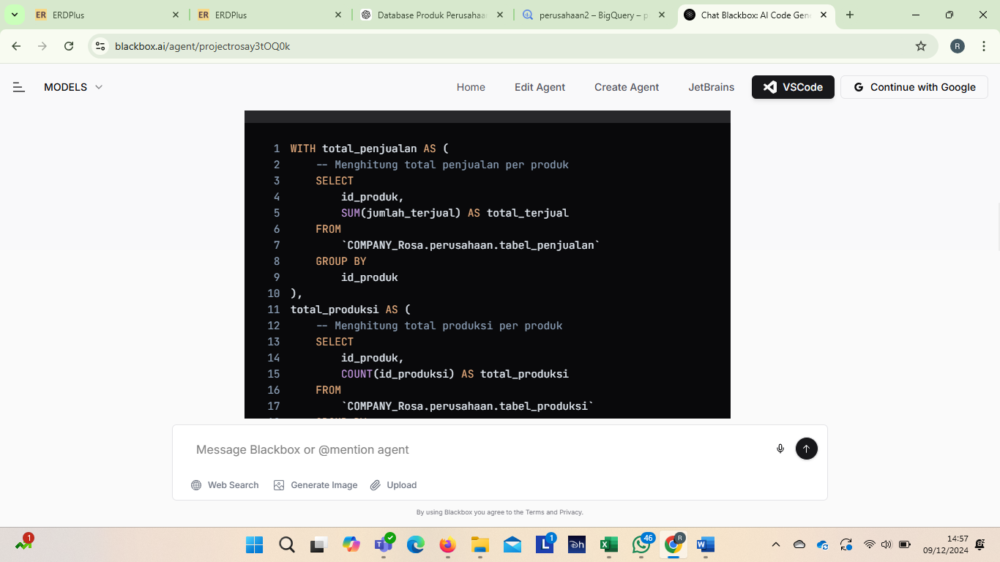 ER ERDPlus
ER ERDPlus
Database Produk Perusahaa
perusahaan2 – BigQuery – p
Chat Blackbox: AI Code Gen
blackbox.ai/agent/projectrosay3tOQ0k
R
MODELS
Home
Edit Agent
Create Agent
JetBrains
VSCode
G Continue with Google
1 WITH total_penjualan AS (
2 -- Menghitung total penjualan per produk
3 SELECT
4 id_produk,
5 SUM(jumlah_terjual) AS total_terjual
6 FROM
7 `COMPANY_Rosa.perusahaan.tabel_penjualan`
8 GROUP BY
9 id_produk
10 ),
11 total_produksi AS (
12 -- Menghitung total produksi per produk
13 SELECT
14 id_produk,
15 COUNT(id_produksi) AS total_produksi
16 FROM
17 `COMPANY_Rosa.perusahaan.tabel_produksi`
Message Blackbox or @mention agent
Web Search
Generate Image
Upload
By using Blackbox you agree to the Terms and Privacy.
1
L
1
Dh
46
R
14:57
09/12/2024